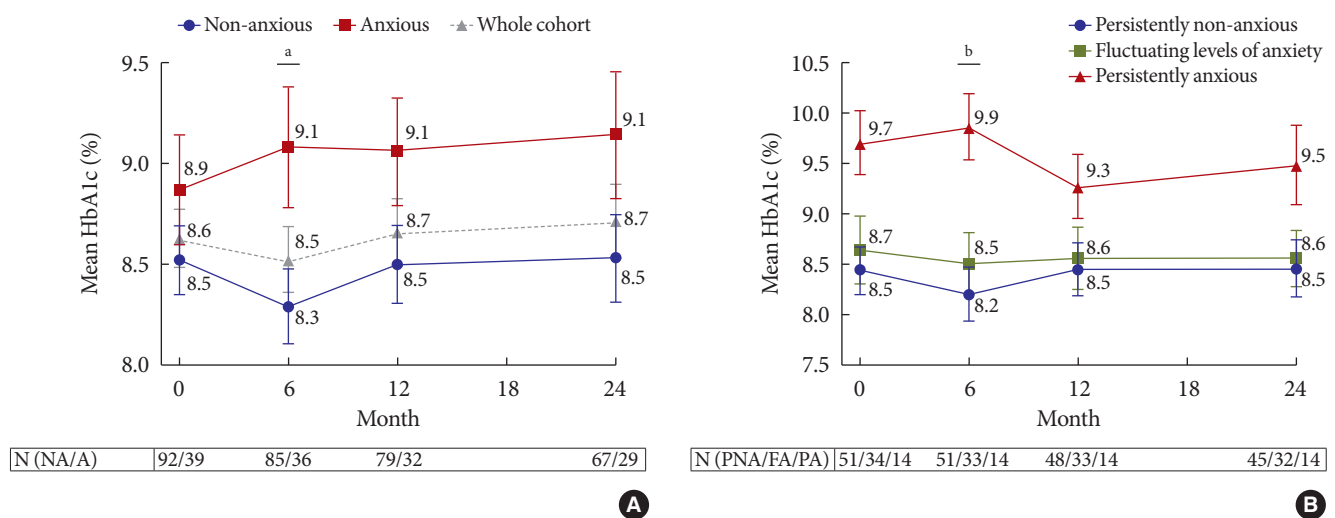 Non-anxious Anxious Whole cohort
a
9.5
9.0
8.5
8.0
Mean HbA1c (%)
8.9
9.1
9.1
9.1
8.6
8.5
8.7
8.7
8.5
8.3
8.5
8.5
0 6 12 18 24
Month
N (NA/A) 92/39 85/36 79/32 67/29
A
Persistently non-anxious
Fluctuating levels of anxiety
Persistently anxious
b
10.5
10.0
9.5
9.0
8.5
8.0
7.5
Mean HbA1c (%)
9.7
9.9
9.3
9.5
8.7
8.5
8.6
8.6
8.5
8.2
8.5
8.5
0 6 12 18 24
Month
N (PNA/FA/PA) 51/34/14 51/33/14 48/33/14 45/32/14
B